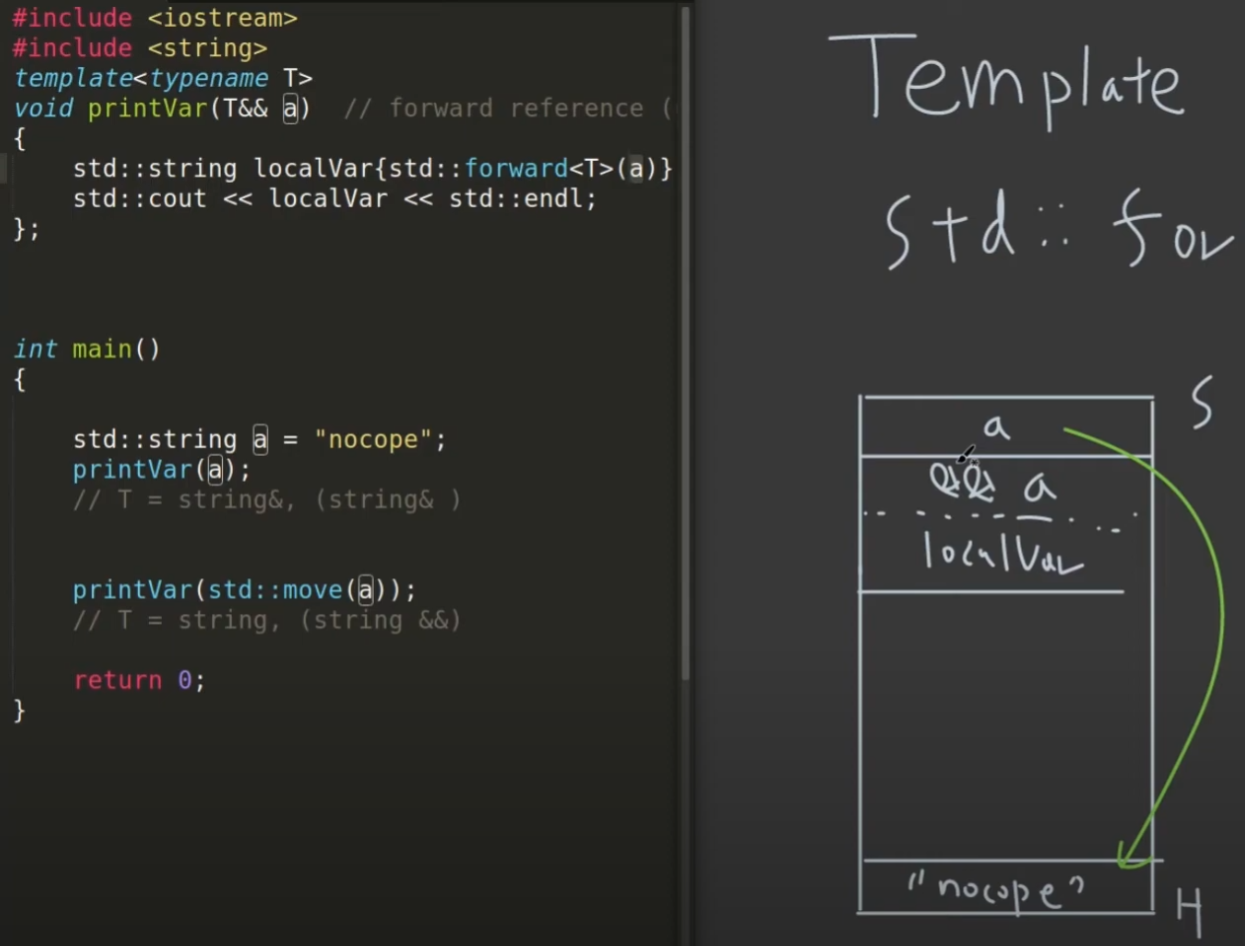 #include <iostream>
#include <string>
template<typename T>
void printVar(T&& a)  // forward reference (
{
    std::string localVar{std::forward<T>(a)}
    std::cout << localVar << std::endl;
};
int main()
{
    std::string a = "nocope";
    printVar(a);
    // T = string&, (string& )
    printVar(std::move(a));
    // T = string, (string &&)
    return 0;
}
Template
std:: for
S
a
&& a
localVar
"nocope"
H